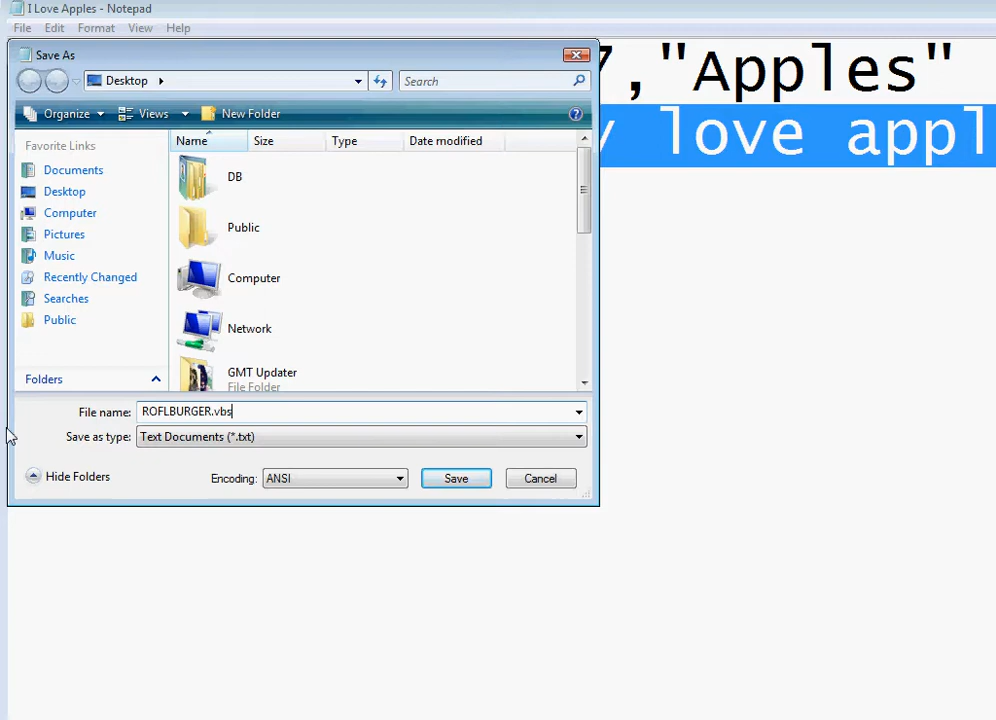 I Love Apples - Notepad
File Edit Format View Help
Save As
Desktop
Search
Organize Views New Folder
?
Favorite Links
Documents
Desktop
Computer
Pictures
Music
Recently Changed
Searches
Public
Folders
Name Size Type Date modified
DB
Public
Computer
Network
GMT Updater
File Folder
,"Apples"
love appl
File name: ROFLBURGER.vbs
Save as type: Text Documents (*.txt)
Hide Folders
Encoding: ANSI
Save
Cancel